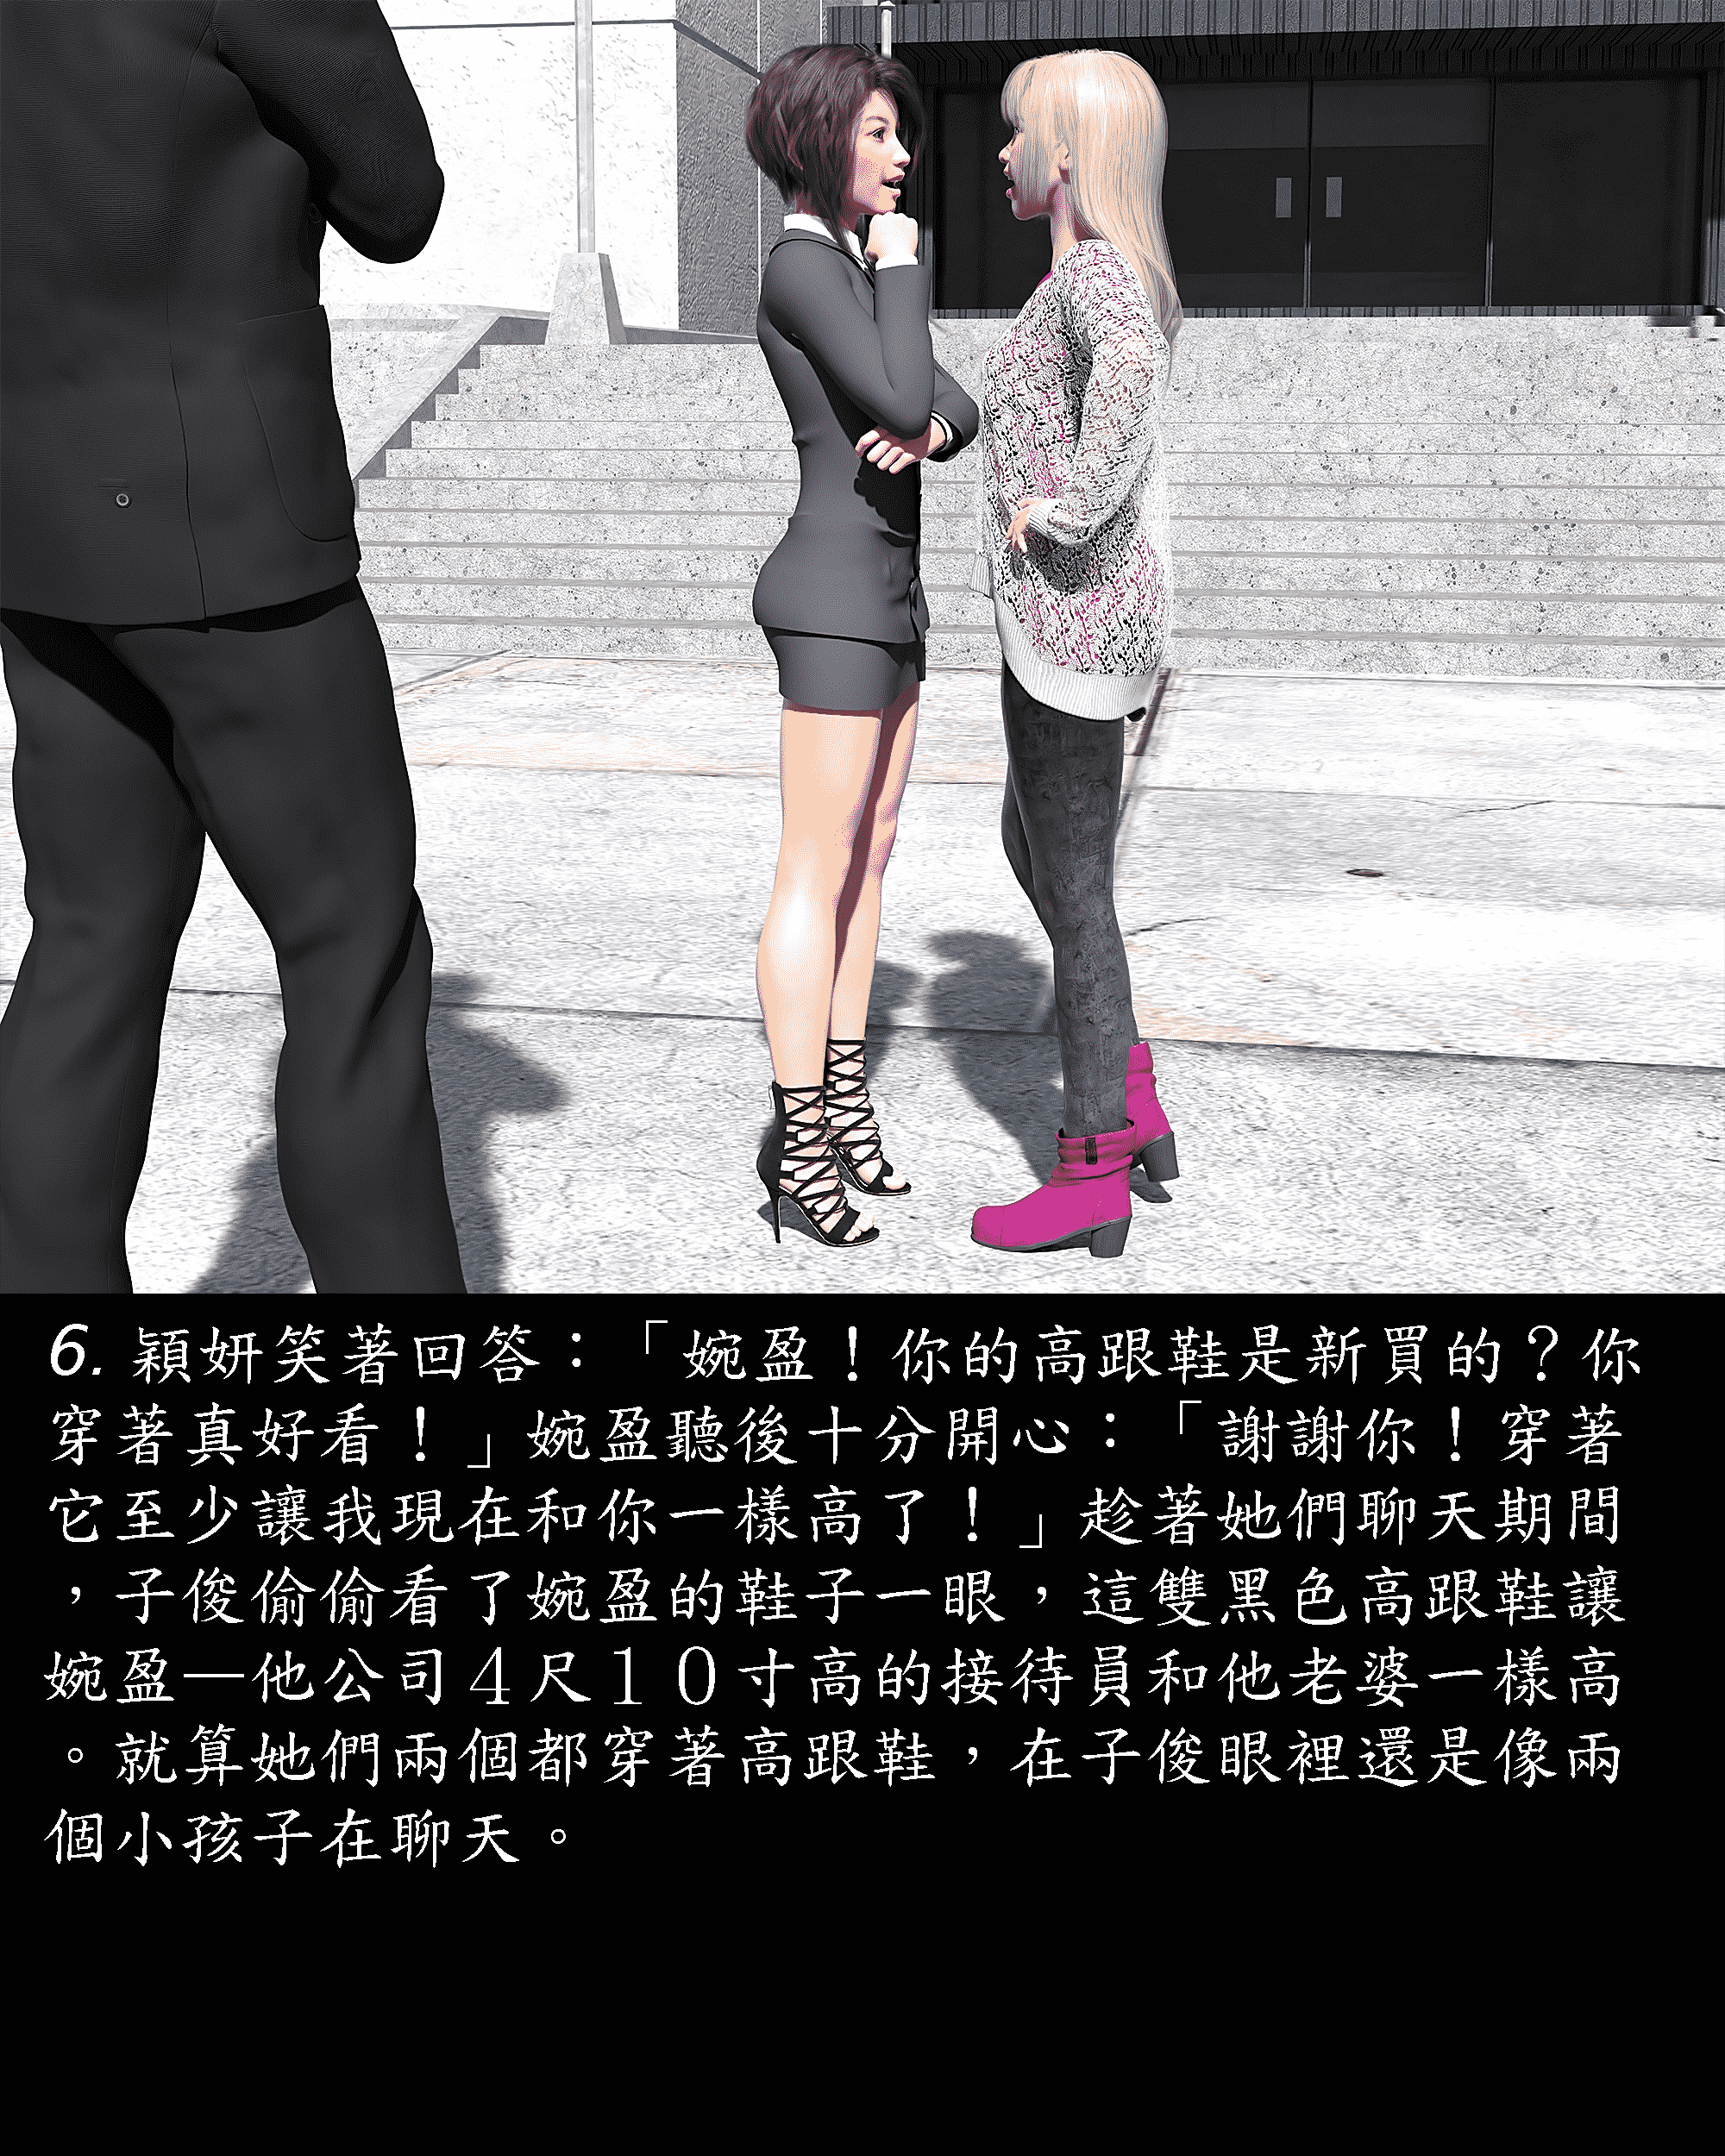 6. 穎妍笑著回答：「婉盈！你的高跟鞋是新買的？你
穿著真好看！」婉盈聽後十分開心：「謝謝你！穿著
它至少讓我現在和你一樣高了！」趁著她們聊天期間
，子俊偷偷看了婉盈的鞋子一眼，這雙黑色高跟鞋讓
婉盈—他公司４尺１０寸高的接待員和他老婆一樣高
。就算她們兩個都穿著高跟鞋，在子俊眼裡還是像兩
個小孩子在聊天。